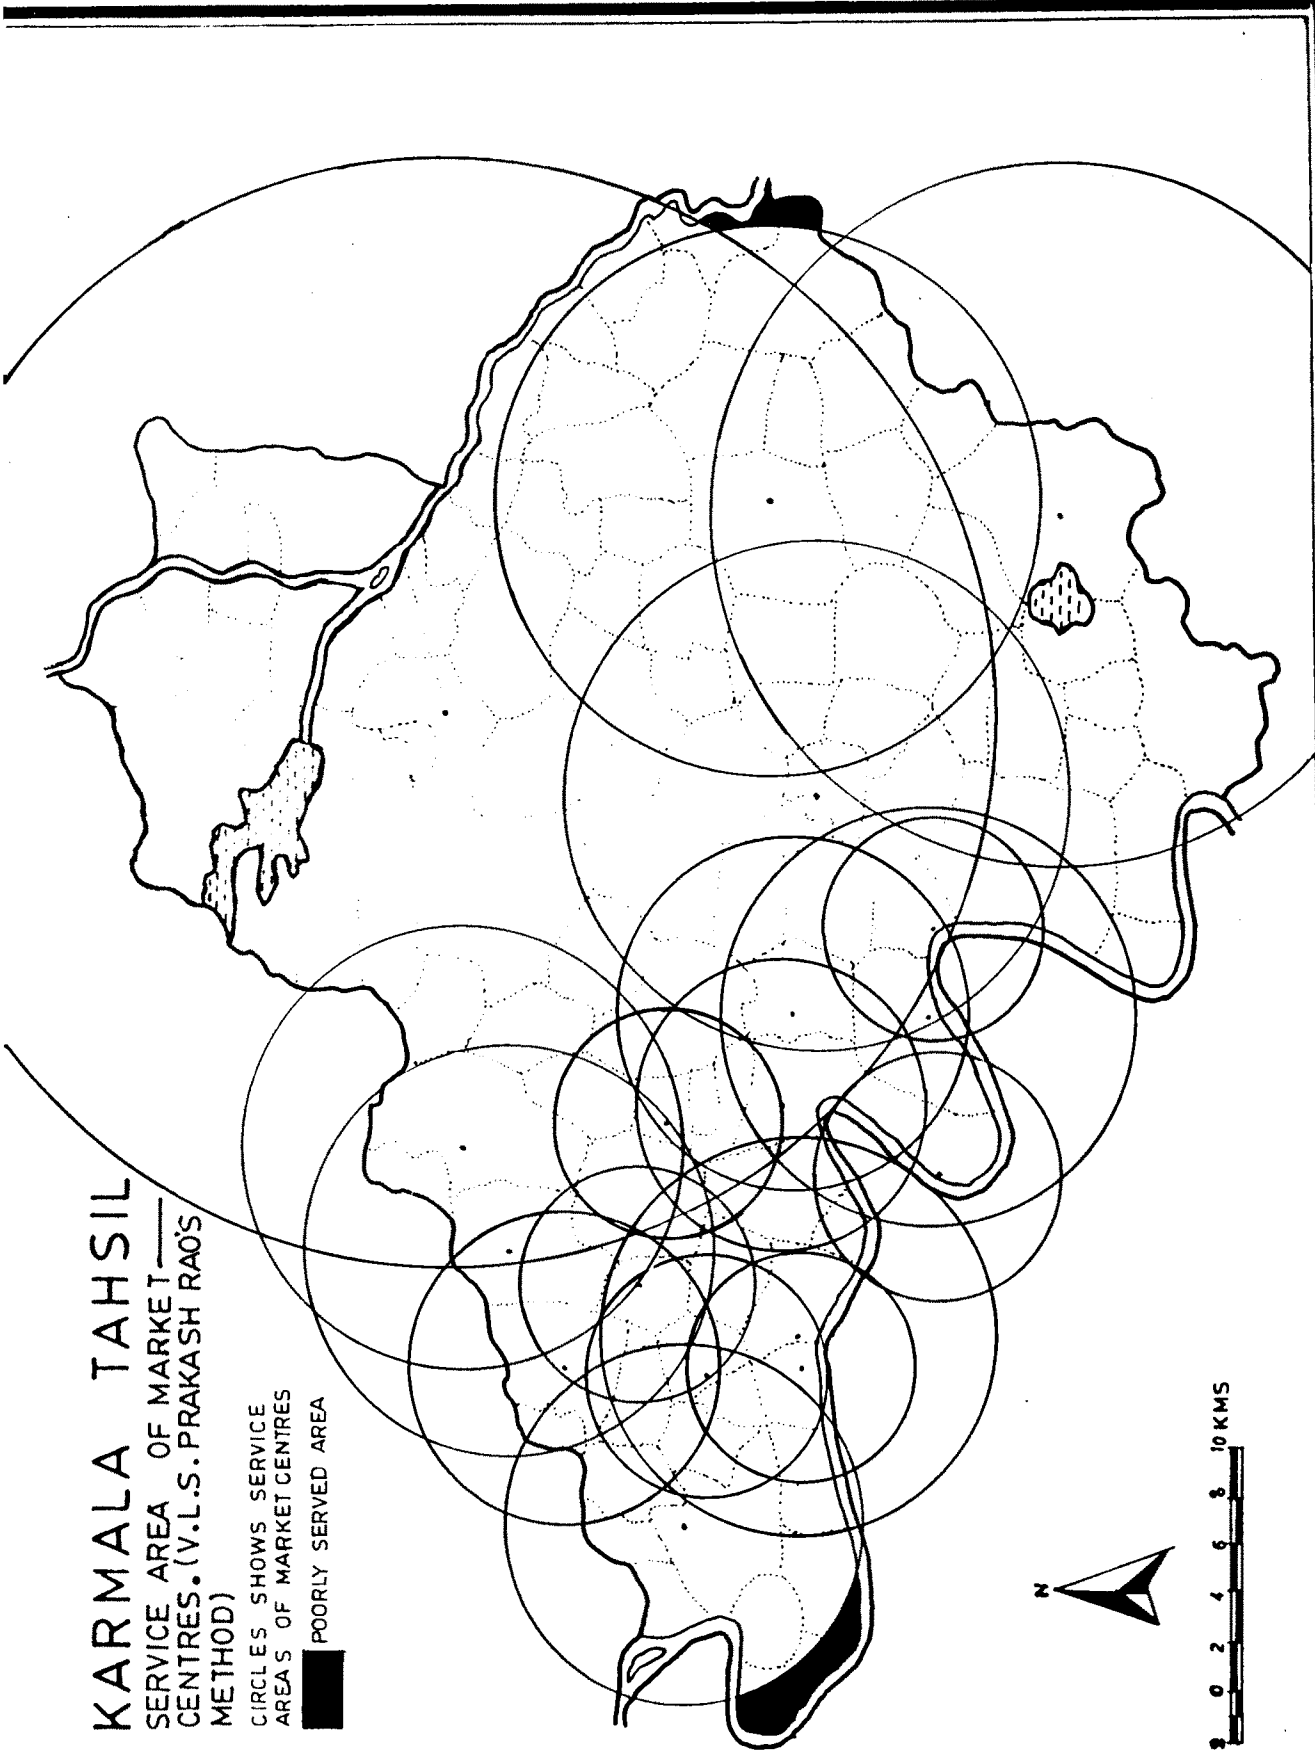 KARMALA TAHSIL
SERVICE AREA OF MARKET
CENTRES. (V.L.S. PRAKASH RAO'S
METHOD)
CIRCLES SHOWS SERVICE
AREAS OF MARKET CENTRES
POORLY SERVED AREA
N
2 0 2 4 6 8 10 KMS